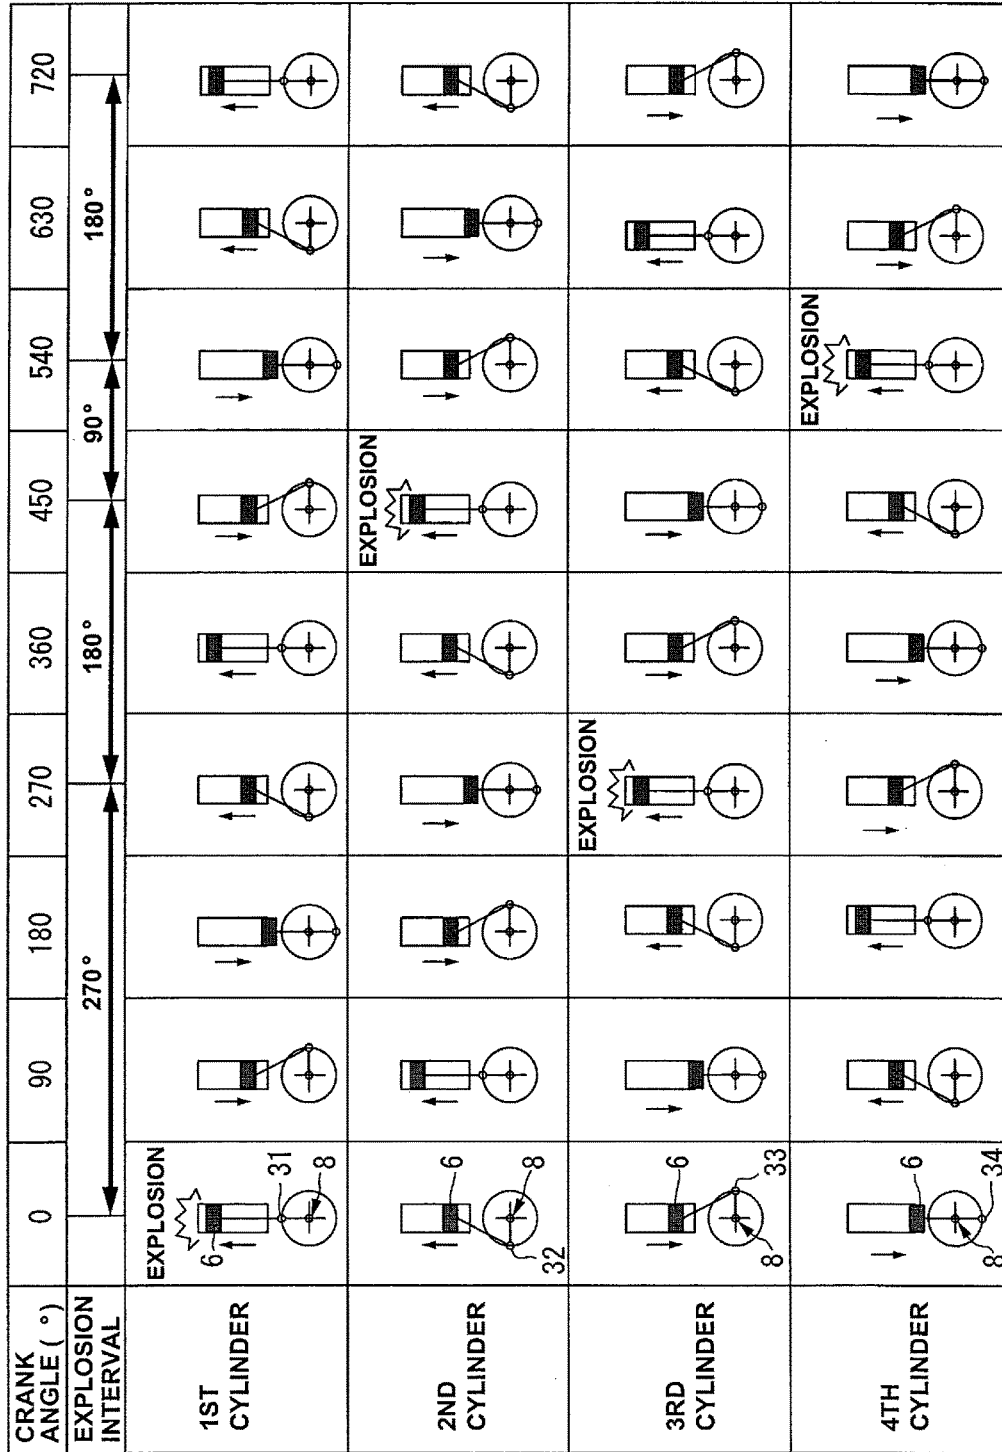 CRANK
ANGLE ( ° )
0
90
180
270
360
450
540
630
720
EXPLOSION
INTERVAL
270°
180°
90°
180°
1ST
CYLINDER
EXPLOSION
6
31
8
2ND
CYLINDER
6
8
32
EXPLOSION
3RD
CYLINDER
6
33
8
EXPLOSION
4TH
CYLINDER
6
34
8
EXPLOSION